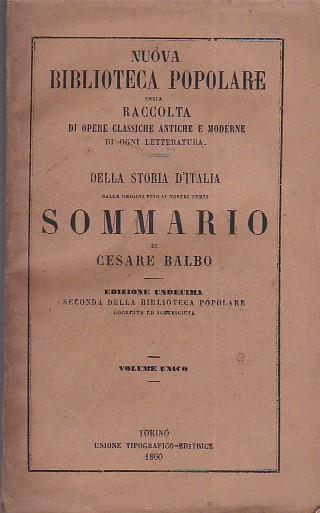 NUOVA
BIBLIOTECA POPOLARE
OSSIA
RACCOLTA
DI OPERE CLASSICHE ANTICHE E MODERNE
DI OGNI LETTERATURA.
DELLA STORIA D'ITALIA
DALLE ORIGINI FINO AI NOSTRI TEMPI
SOMMARIO
DI
CESARE BALBO
EDIZIONE UNDECIMA
SECONDA DELLA BIBLIOTECA POPOLARE
CORRETTA ED ACCRESCIUTA
VOLUME UNICO
TORINO
UNIONE TIPOGRAFICO-EDITRICE
1860